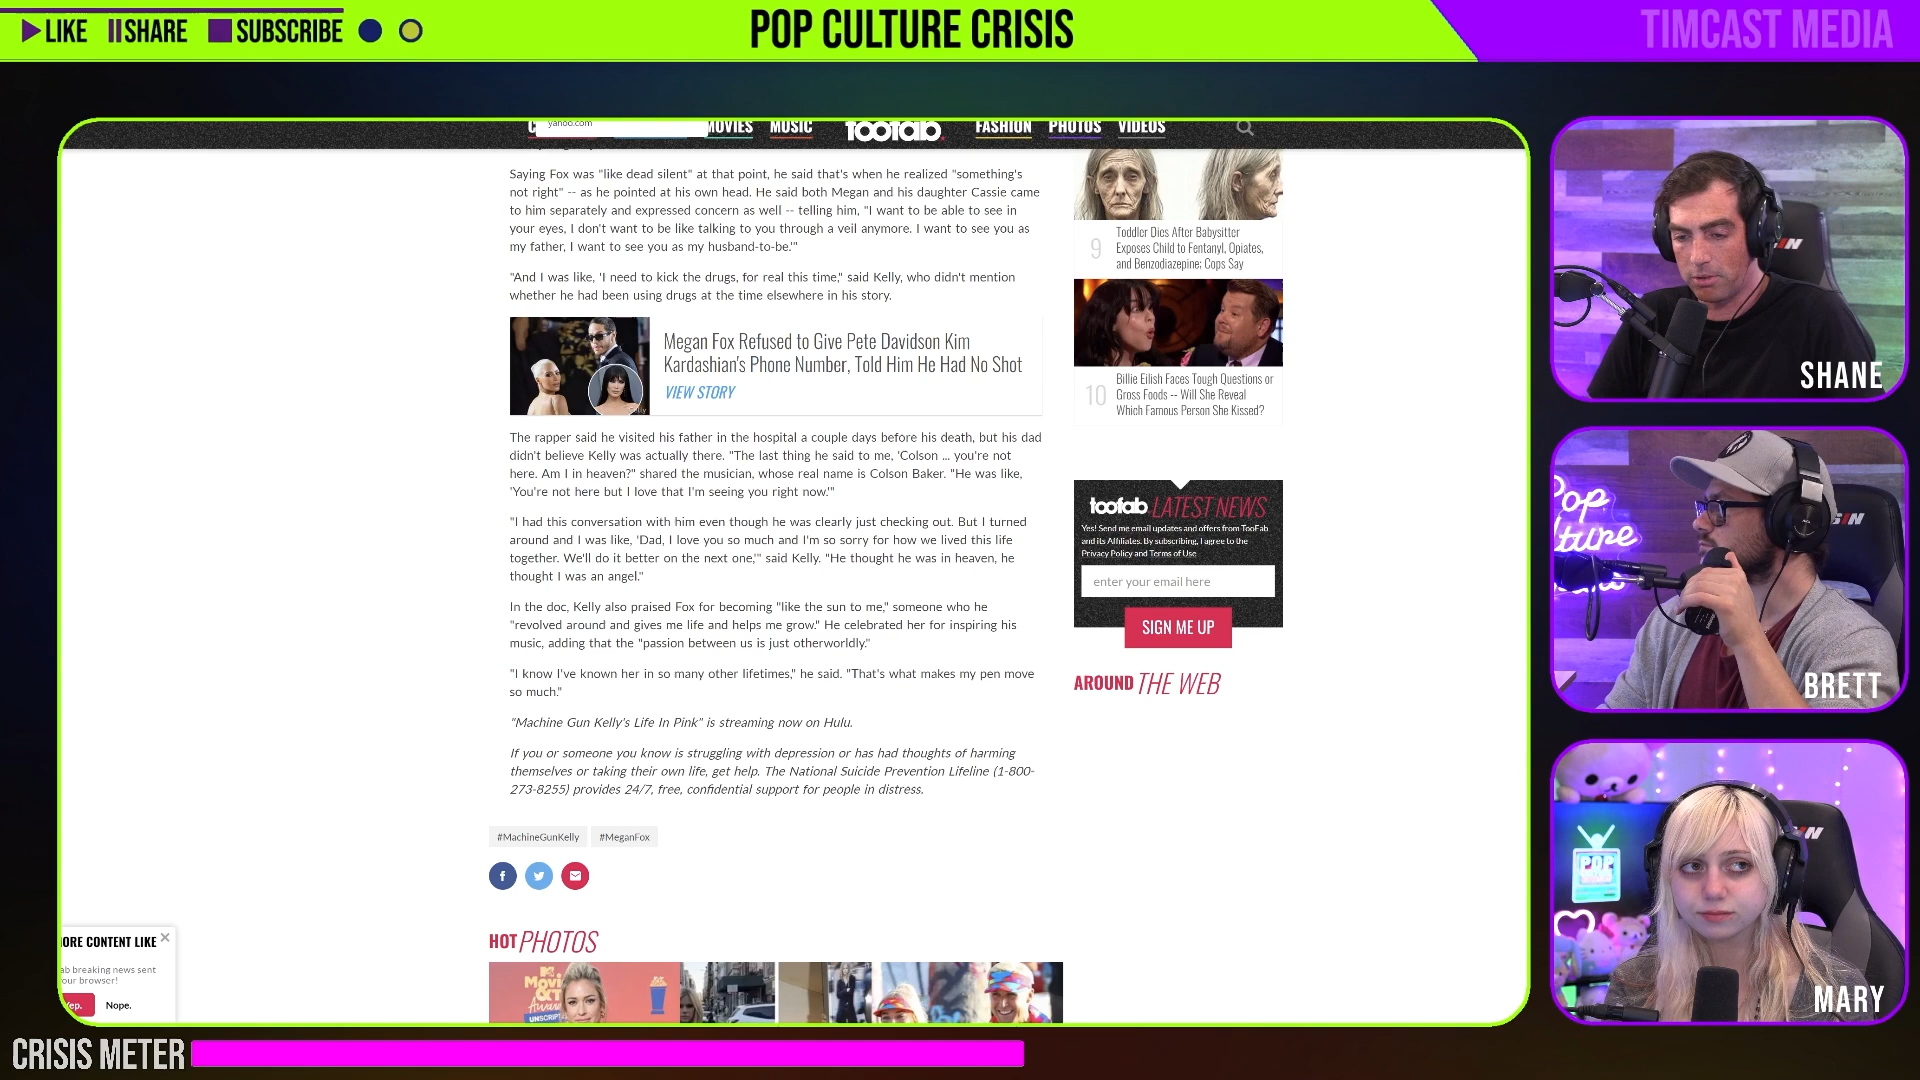 LIKE SHARE SUBSCRIBE
POP CULTURE CRISIS
TIMCAST MEDIA
yahoo.com
MOVIES MUSIC toofab. FASHION PHOTOS VIDEOS
Saying Fox was "like dead silent" at that point, he said that's when he realized "something's
not right" -- as he pointed at his own head. He said both Megan and his daughter Cassie came
to him separately and expressed concern as well -- telling him, "I want to be able to see in
your eyes, I don't want to be like talking to you through a veil anymore. I want to see you as
my father, I want to see you as my husband-to-be.'"
"And I was like, 'I need to kick the drugs, for real this time," said Kelly, who didn't mention
whether he had been using drugs at the time elsewhere in his story.
Megan Fox Refused to Give Pete Davidson Kim
Kardashian's Phone Number, Told Him He Had No Shot
VIEW STORY
The rapper said he visited his father in the hospital a couple days before his death, but his dad
didn't believe Kelly was actually there. "The last thing he said to me, 'Colson ... you're not
here. Am I in heaven?" shared the musician, whose real name is Colson Baker. "He was like,
'You're not here but I love that I'm seeing you right now.'"
"I had this conversation with him even though he was clearly just checking out. But I turned
around and I was like, 'Dad, I love you so much and I'm so sorry for how we lived this life
together. We'll do it better on the next one,'" said Kelly. "He thought he was in heaven, he
thought I was an angel."
In the doc, Kelly also praised Fox for becoming "like the sun to me," someone who he
"revolved around and gives me life and helps me grow." He celebrated her for inspiring his
music, adding that the "passion between us is just otherworldly."
"I know I've known her in so many other lifetimes," he said. "That's what makes my pen move
so much."
"Machine Gun Kelly's Life In Pink" is streaming now on Hulu.
If you or someone you know is struggling with depression or has had thoughts of harming
themselves or taking their own life, get help. The National Suicide Prevention Lifeline (1-800-
273-8255) provides 24/7, free, confidential support for people in distress.
#MachineGunKelly #MeganFox
HOT PHOTOS
9
Toddler Dies After Babysitter
Exposes Child to Fentanyl, Opiates,
and Benzodiazepine; Cops Say
10
Billie Eilish Faces Tough Questions or
Gross Foods -- Will She Reveal
Which Famous Person She Kissed?
toofab LATEST NEWS
Yes! Send me email updates and offers from TooFab
and its Affiliates. By subscribing, I agree to the
Privacy Policy and Terms of Use
enter your email here
SIGN ME UP
AROUND THE WEB
ORE CONTENT LIKE
ab breaking news sent
our browser!
Yep. Nope.
SHANE
BRETT
MARY
CRISIS METER